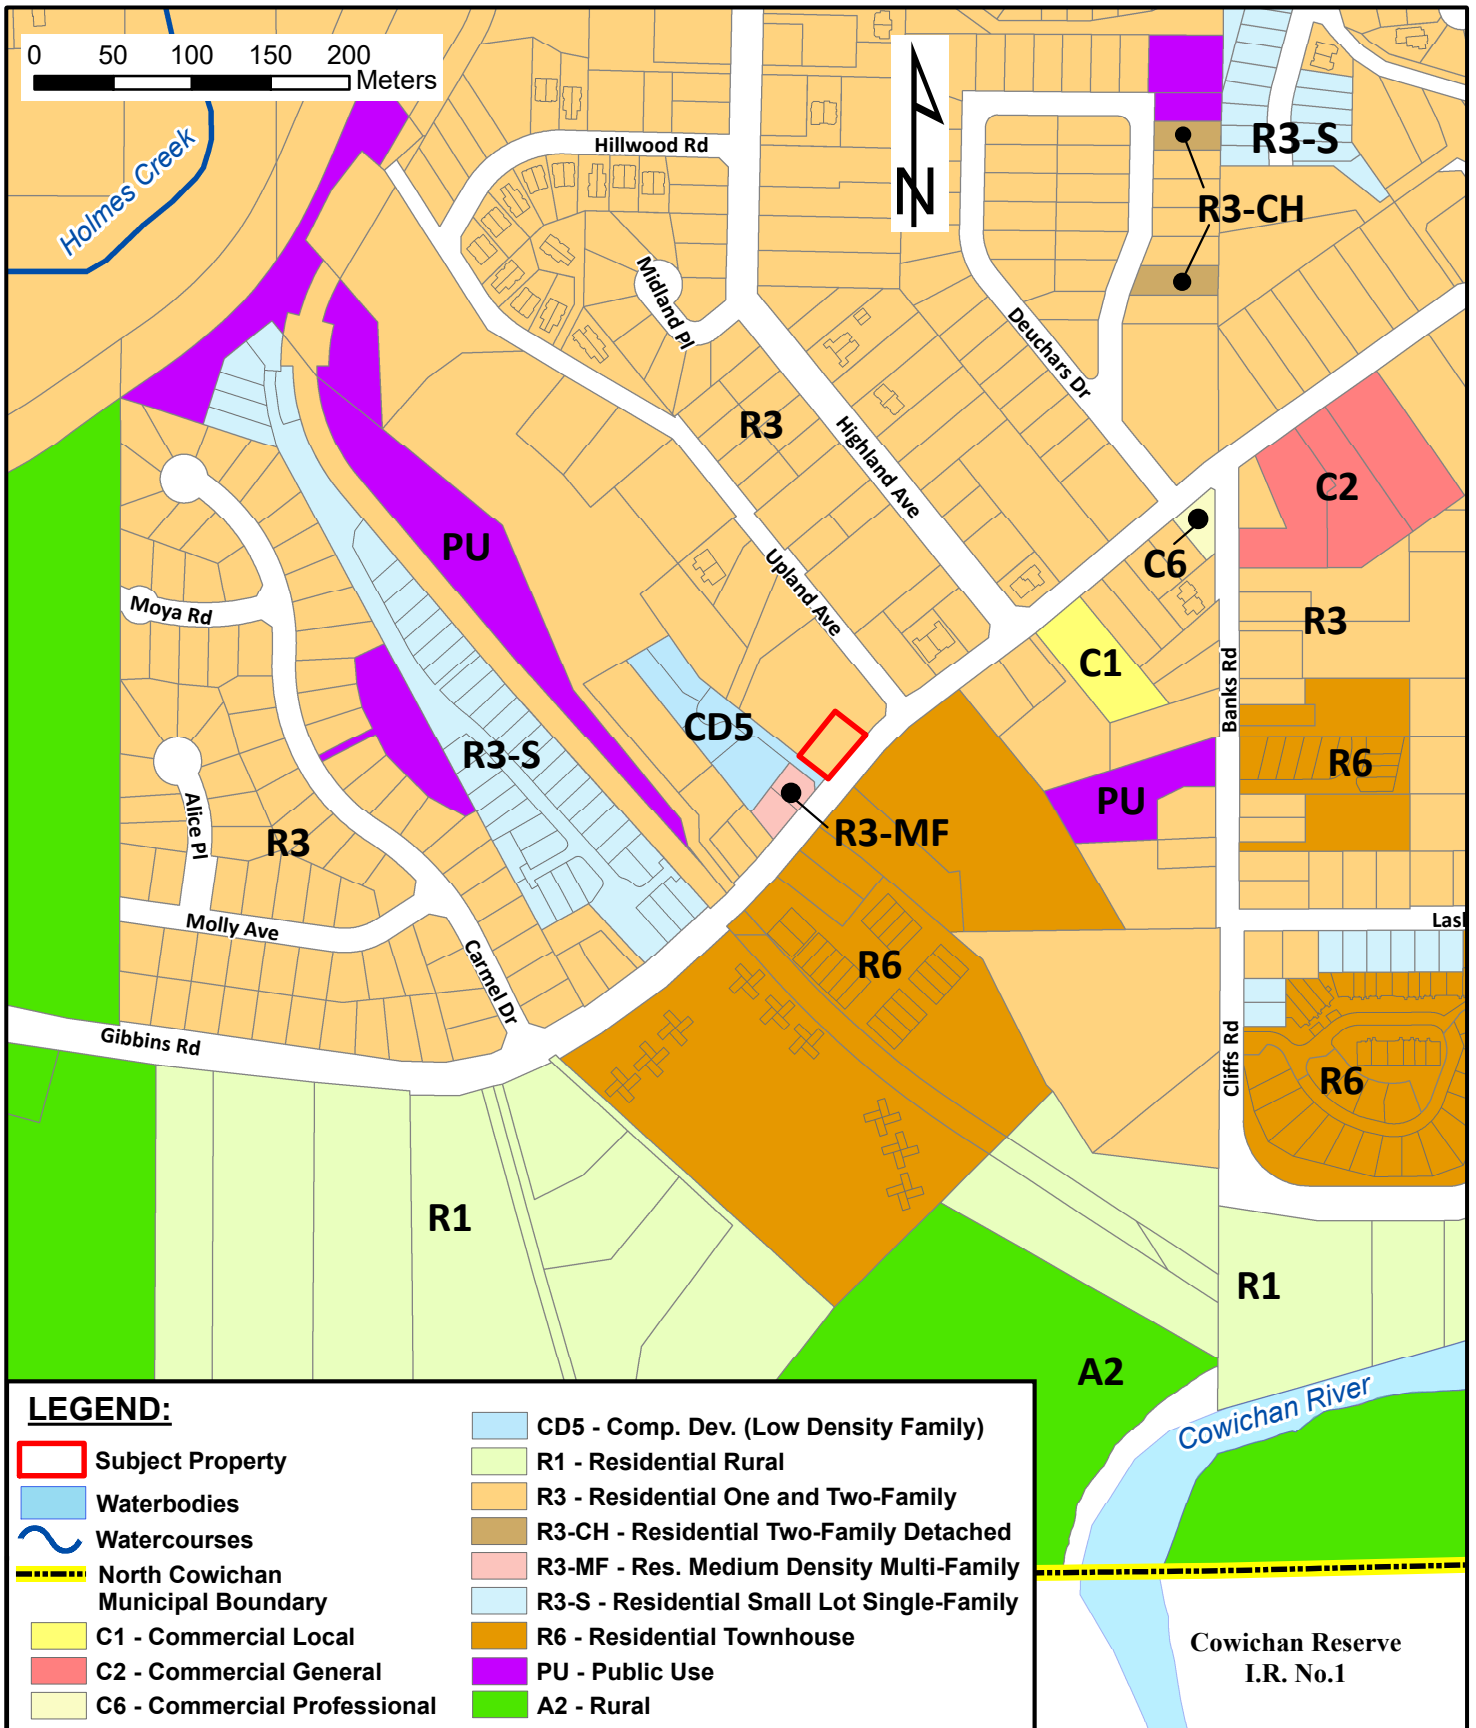 0 50 100 150 200
Meters
Holmes Creek
Hillwood Rd
N
R3-S
R3-CH
Midland Pl
Deuchars Dr
R3
Highland Ave
C2
PU
C6
Upland Ave
Moya Rd
R3
C1
Banks Rd
CD5
R3-S
R6
PU
Alice Pl
R3
R3-MF
Molly Ave
Lasl
Carmel Dr
R6
Gibbins Rd
Cliffs Rd
R6
R1
R1
A2
Cowichan River
LEGEND:
Subject Property
Waterbodies
Watercourses
North Cowichan
Municipal Boundary
C1 - Commercial Local
C2 - Commercial General
C6 - Commercial Professional
CD5 - Comp. Dev. (Low Density Family)
R1 - Residential Rural
R3 - Residential One and Two-Family
R3-CH - Residential Two-Family Detached
R3-MF - Res. Medium Density Multi-Family
R3-S - Residential Small Lot Single-Family
R6 - Residential Townhouse
PU - Public Use
A2 - Rural
Cowichan Reserve
I.R. No.1